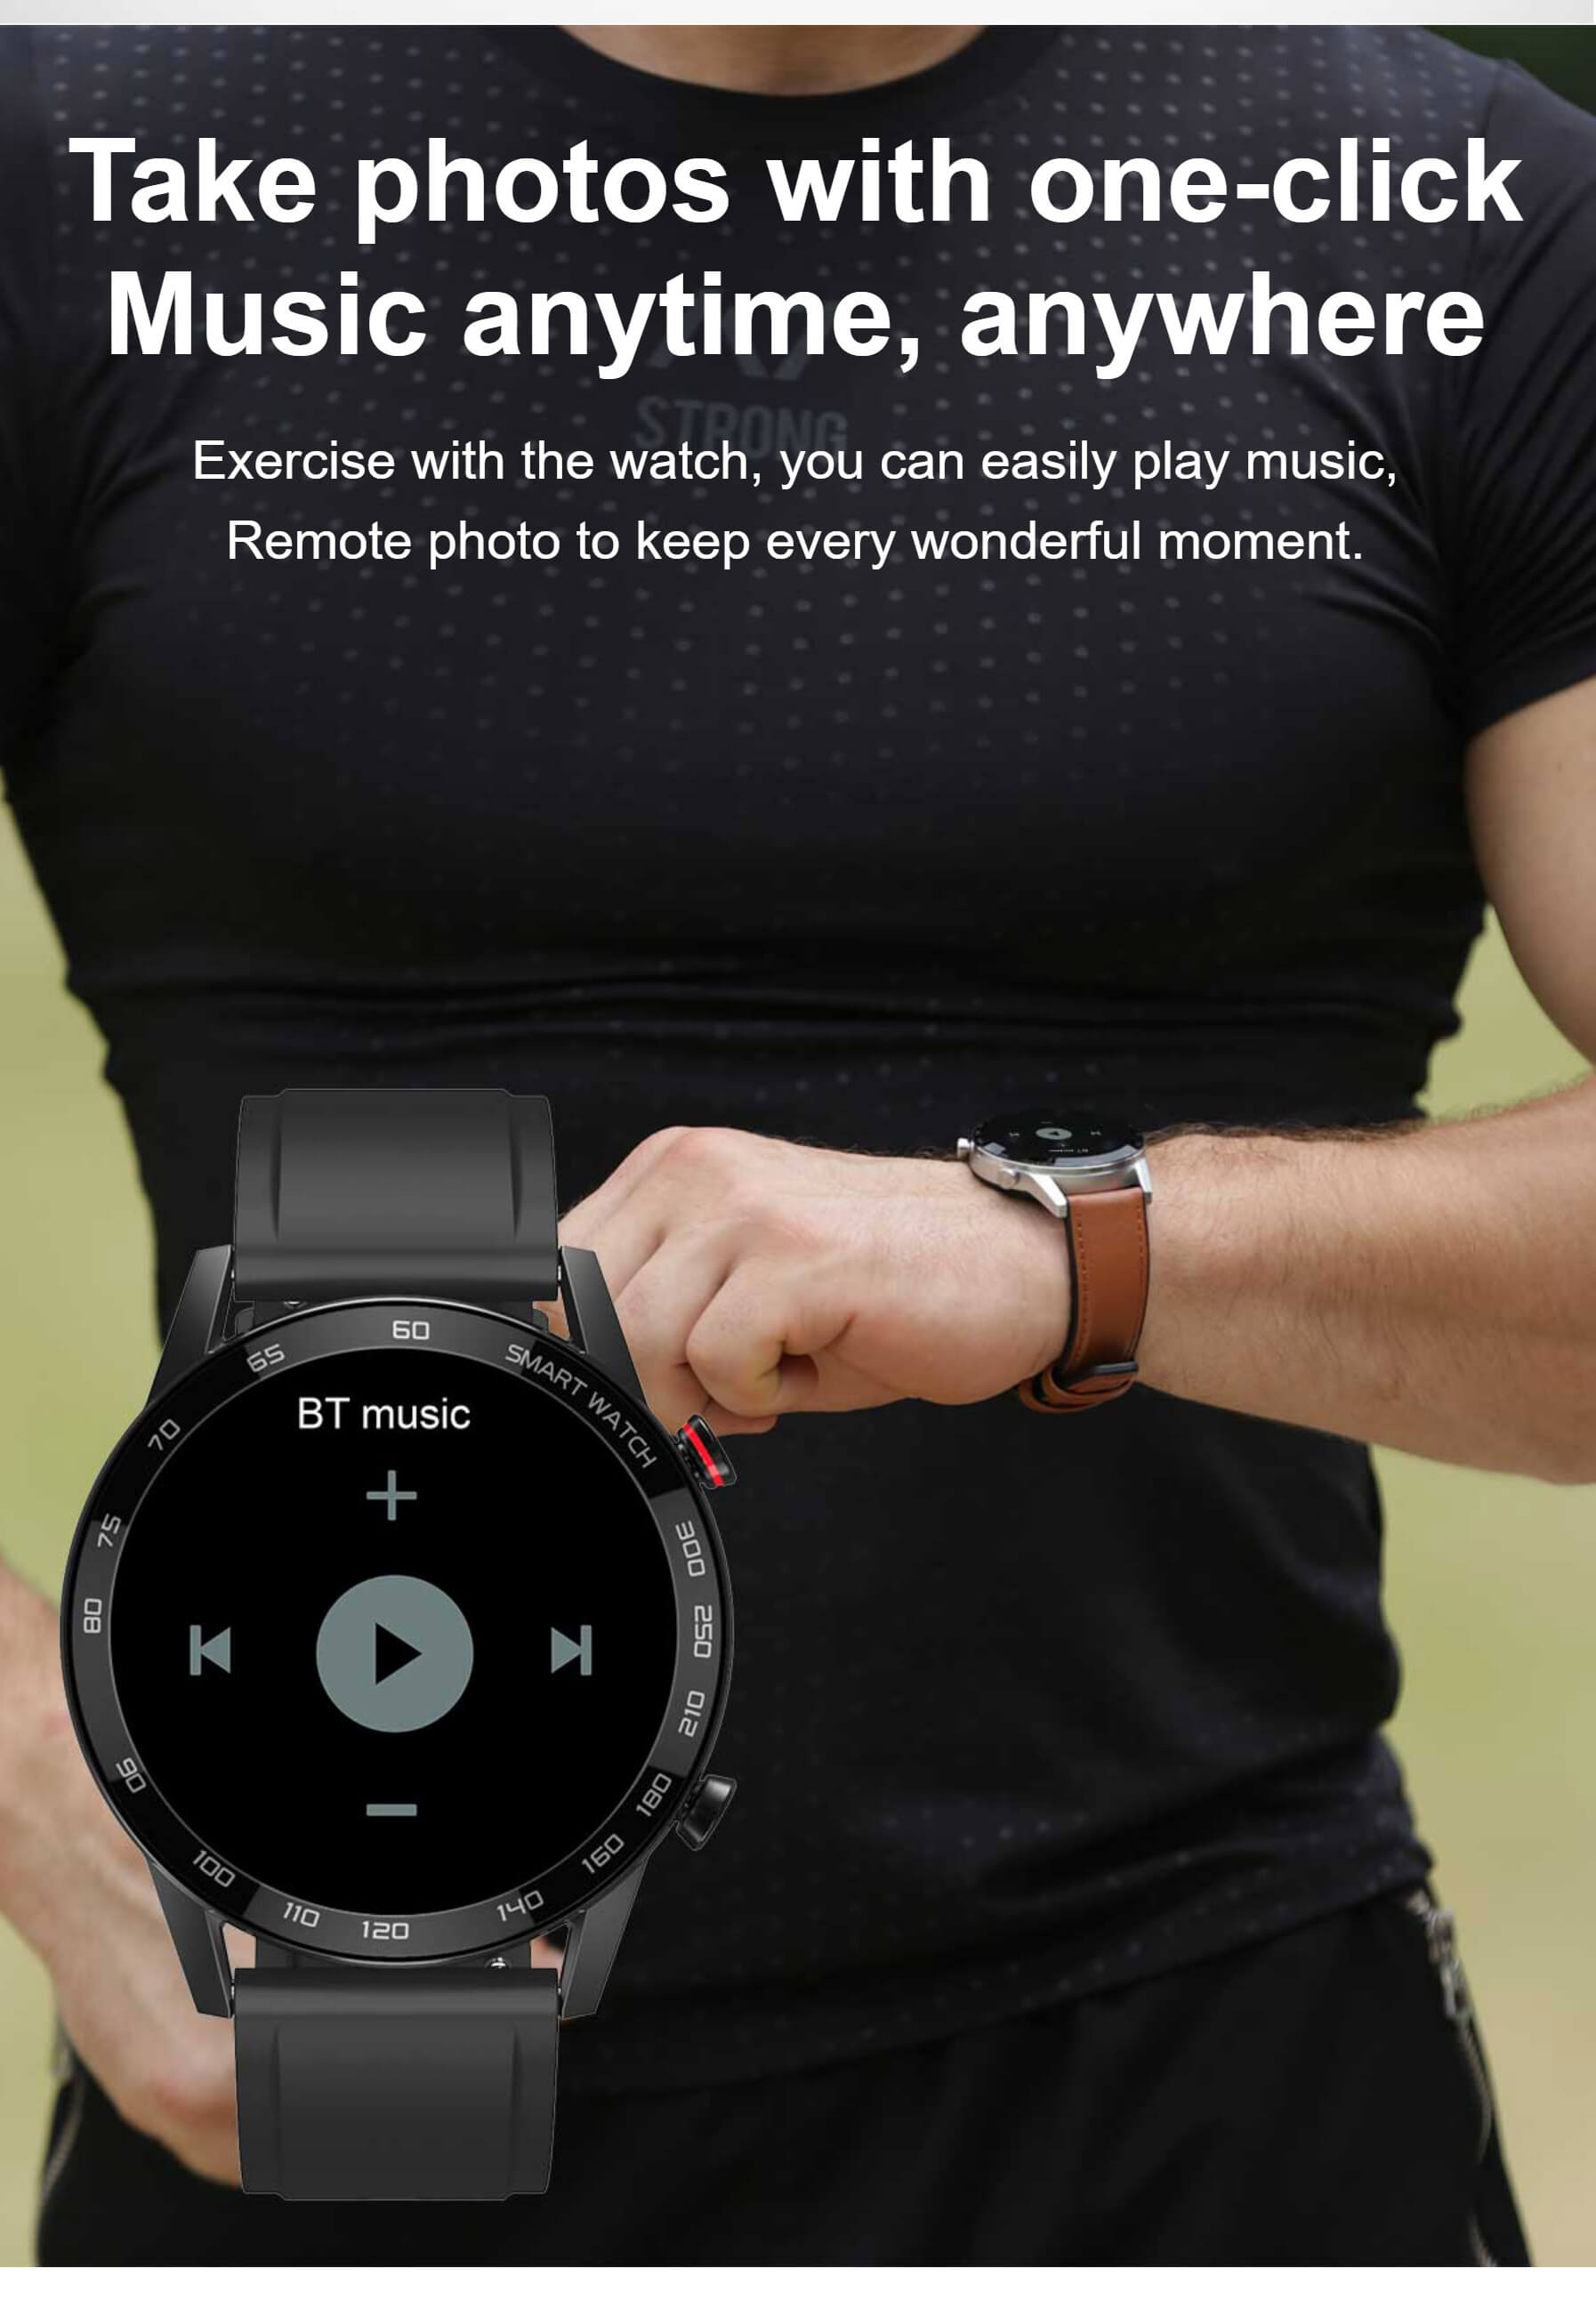 Take photos with one-click
Music anytime, anywhere
STRONG
Exercise with the watch, you can easily play music,
Remote photo to keep every wonderful moment.
BT music
60
SMART WATCH
300
250
210
180
160
140
120
110
100
90
80
75
70
65